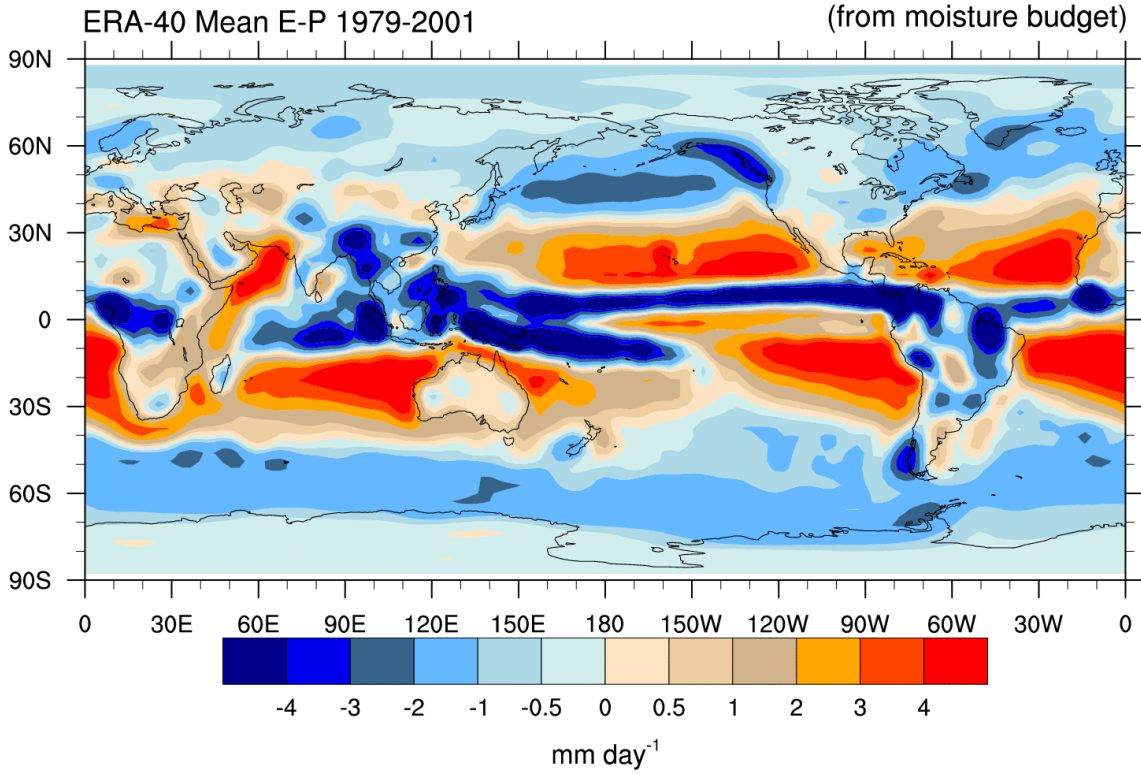 ERA-40 Mean E-P 1979-2001 (from moisture budget)
90N
60N
30N
0
30S
60S
90S
0 30E 60E 90E 120E 150E 180 150W 120W 90W 60W 30W 0
-4 -3 -2 -1 -0.5 0 0.5 1 2 3 4
mm day⁻¹